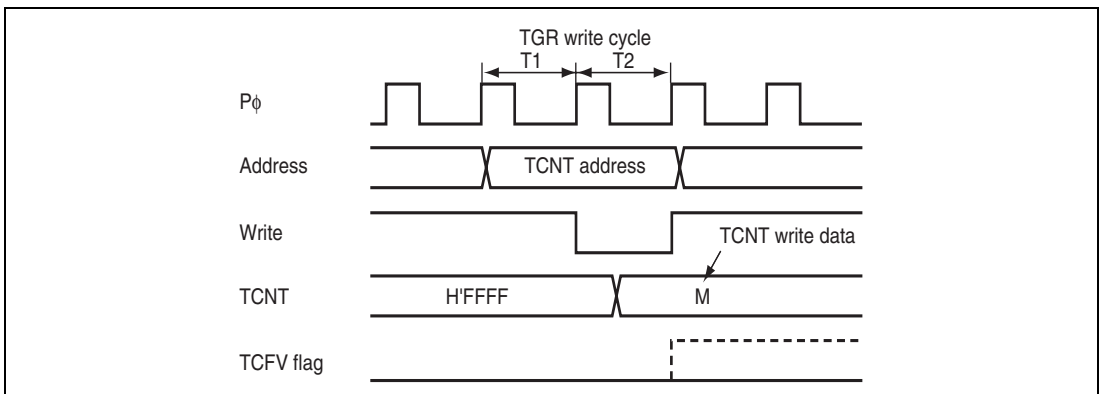 TGR write cycle
T1 T2
Pϕ
Address TCNT address
Write TCNT write data
TCNT H'FFFF M
TCFV flag